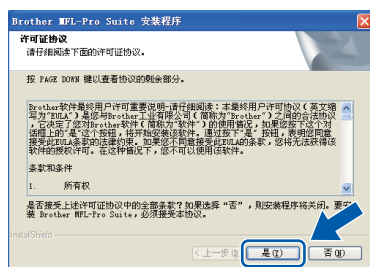 Brother MFL-Pro Suite 安装程序
许可证协议
请仔细阅读下面的许可证协议。
按 PAGE DOWN 键以查看协议的剩余部分。
Brother软件最终用户许可重要说明-请仔细阅读：本最终用户许可协议（英文缩
写为"EULA"）是您与Brother工业有限公司（简称为"Brother"）之间的合法协议
，它决定了您对Brother软件（简称为"软件"）的使用情况，如果您按下这个对
话框上的"是"这个按钮，将开始安装该软件。通过按下"是"按钮，表明您同意
接受此EULA条款的法律约束。如果您不同意接受此EULA的条款，您将无法获得该
软件的授权许可。在这种情况下，您不可以使用该软件。
条款和条件
1. 所有权
是否接受上述许可证协议中的全部条款？如果选择"否"，则安装程序将关闭。要安
装 Brother MFL-Pro Suite，必须接受本协议。
InstallShield
< 上一步(B) 是(Y) 否(N)